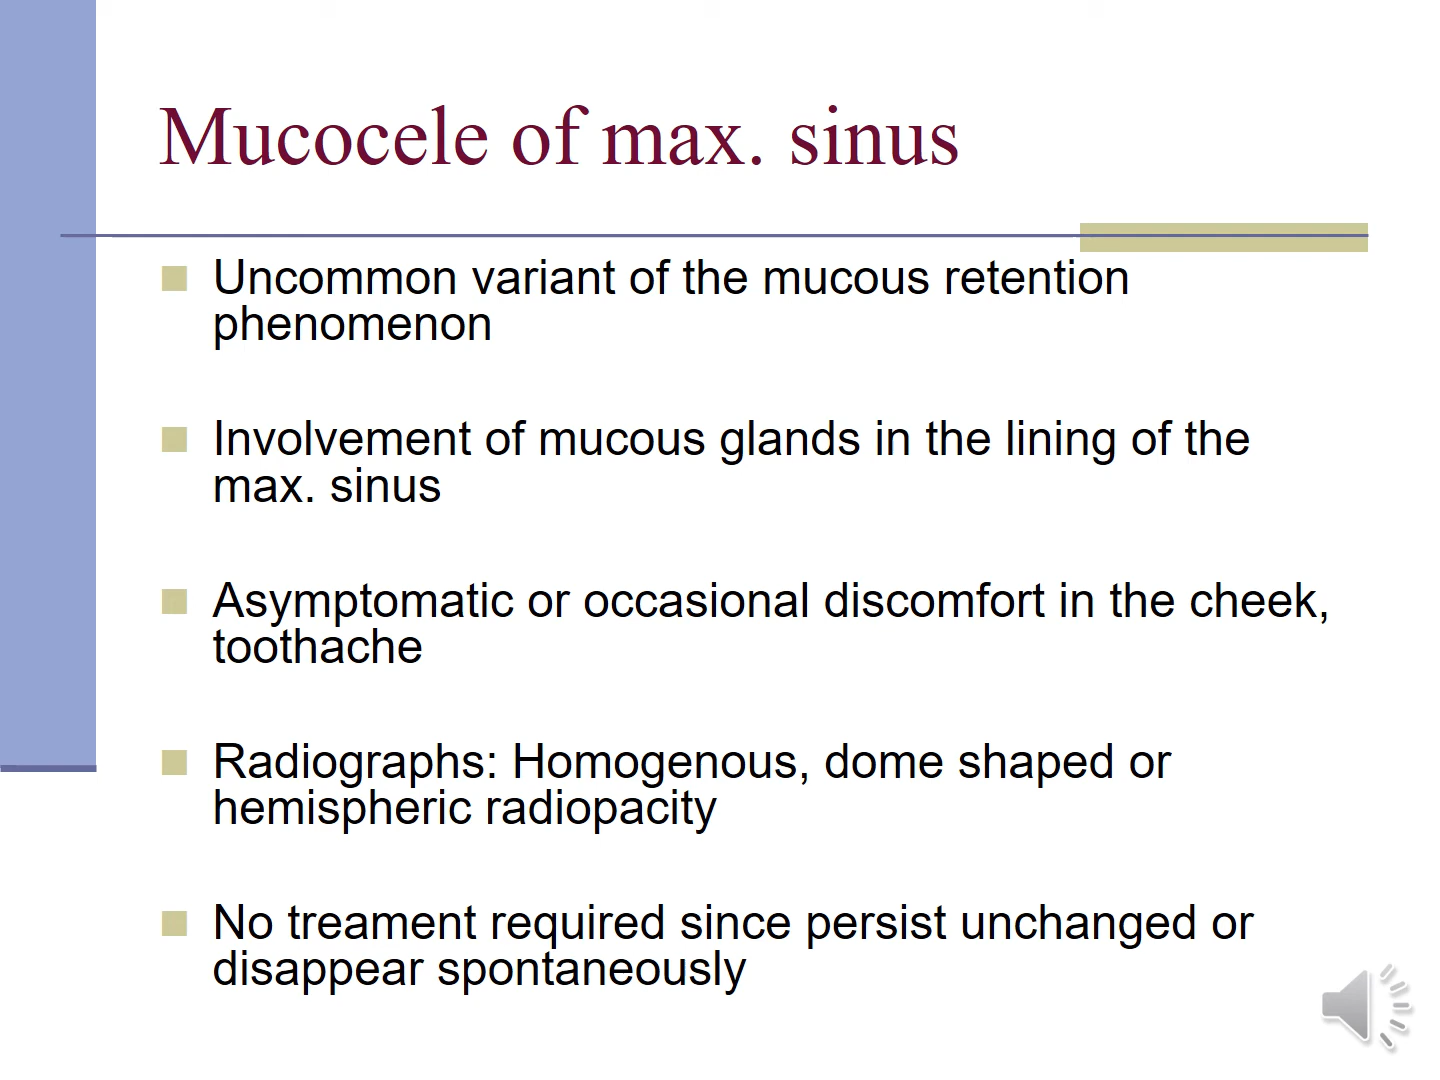 Mucocele of max. sinus
Uncommon variant of the mucous retention
phenomenon
Involvement of mucous glands in the lining of the
max. sinus
Asymptomatic or occasional discomfort in the cheek,
toothache
Radiographs: Homogenous, dome shaped or
hemispheric radiopacity
No treament required since persist unchanged or
disappear spontaneously